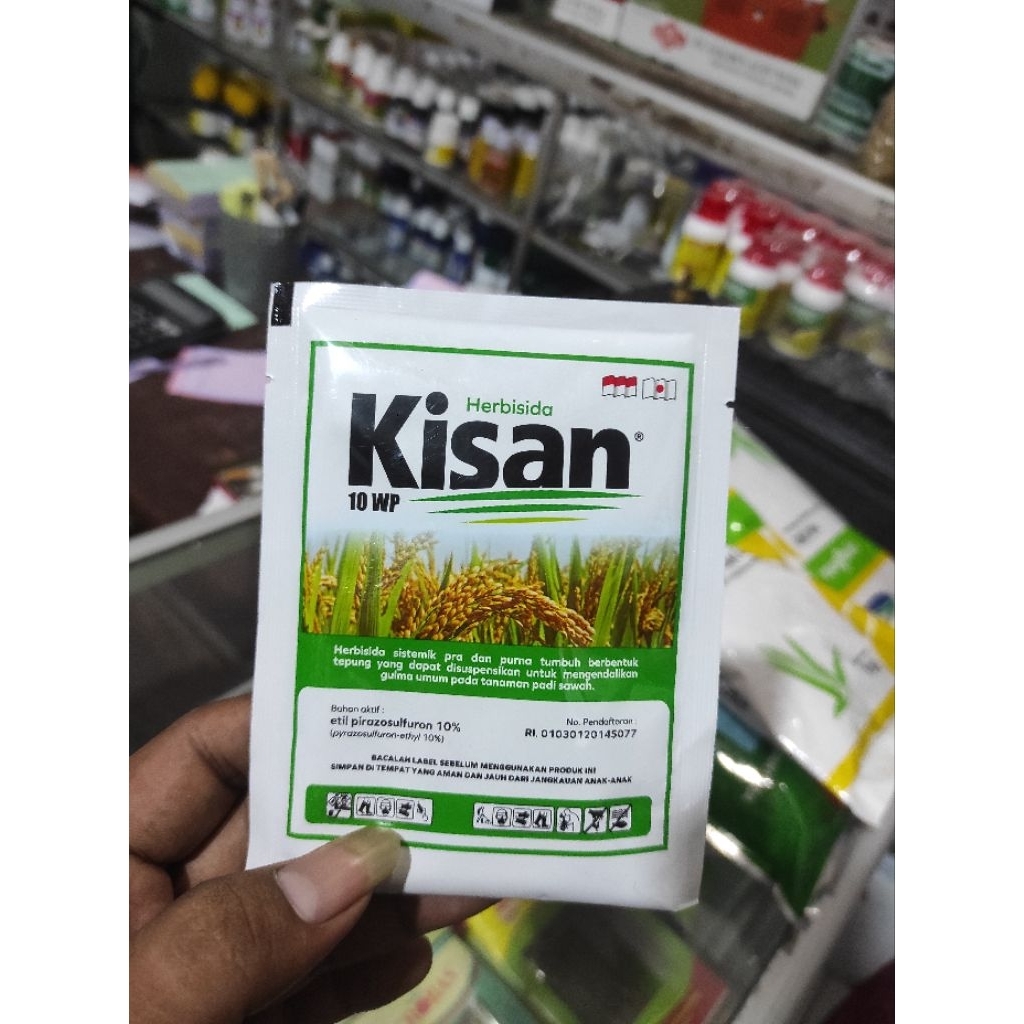 Herbisida
Kisan®
10 WP
Herbisida sistemik pra dan purna tumbuh berbentuk
tepung yang dapat disuspensikan untuk mengendalikan
gulma umum pada tanaman padi sawah.
Bahan aktif :
etil pirazosulfuron 10%
(pyrazosulfuron-ethyl 10%)
No. Pendaftaran :
RI. 01030120145077
BACALAH LABEL SEBELUM MENGGUNAKAN PRODUK INI
SIMPAN DI TEMPAT YANG AMAN DAN JAUH DARI JANGKAUAN ANAK-ANAK